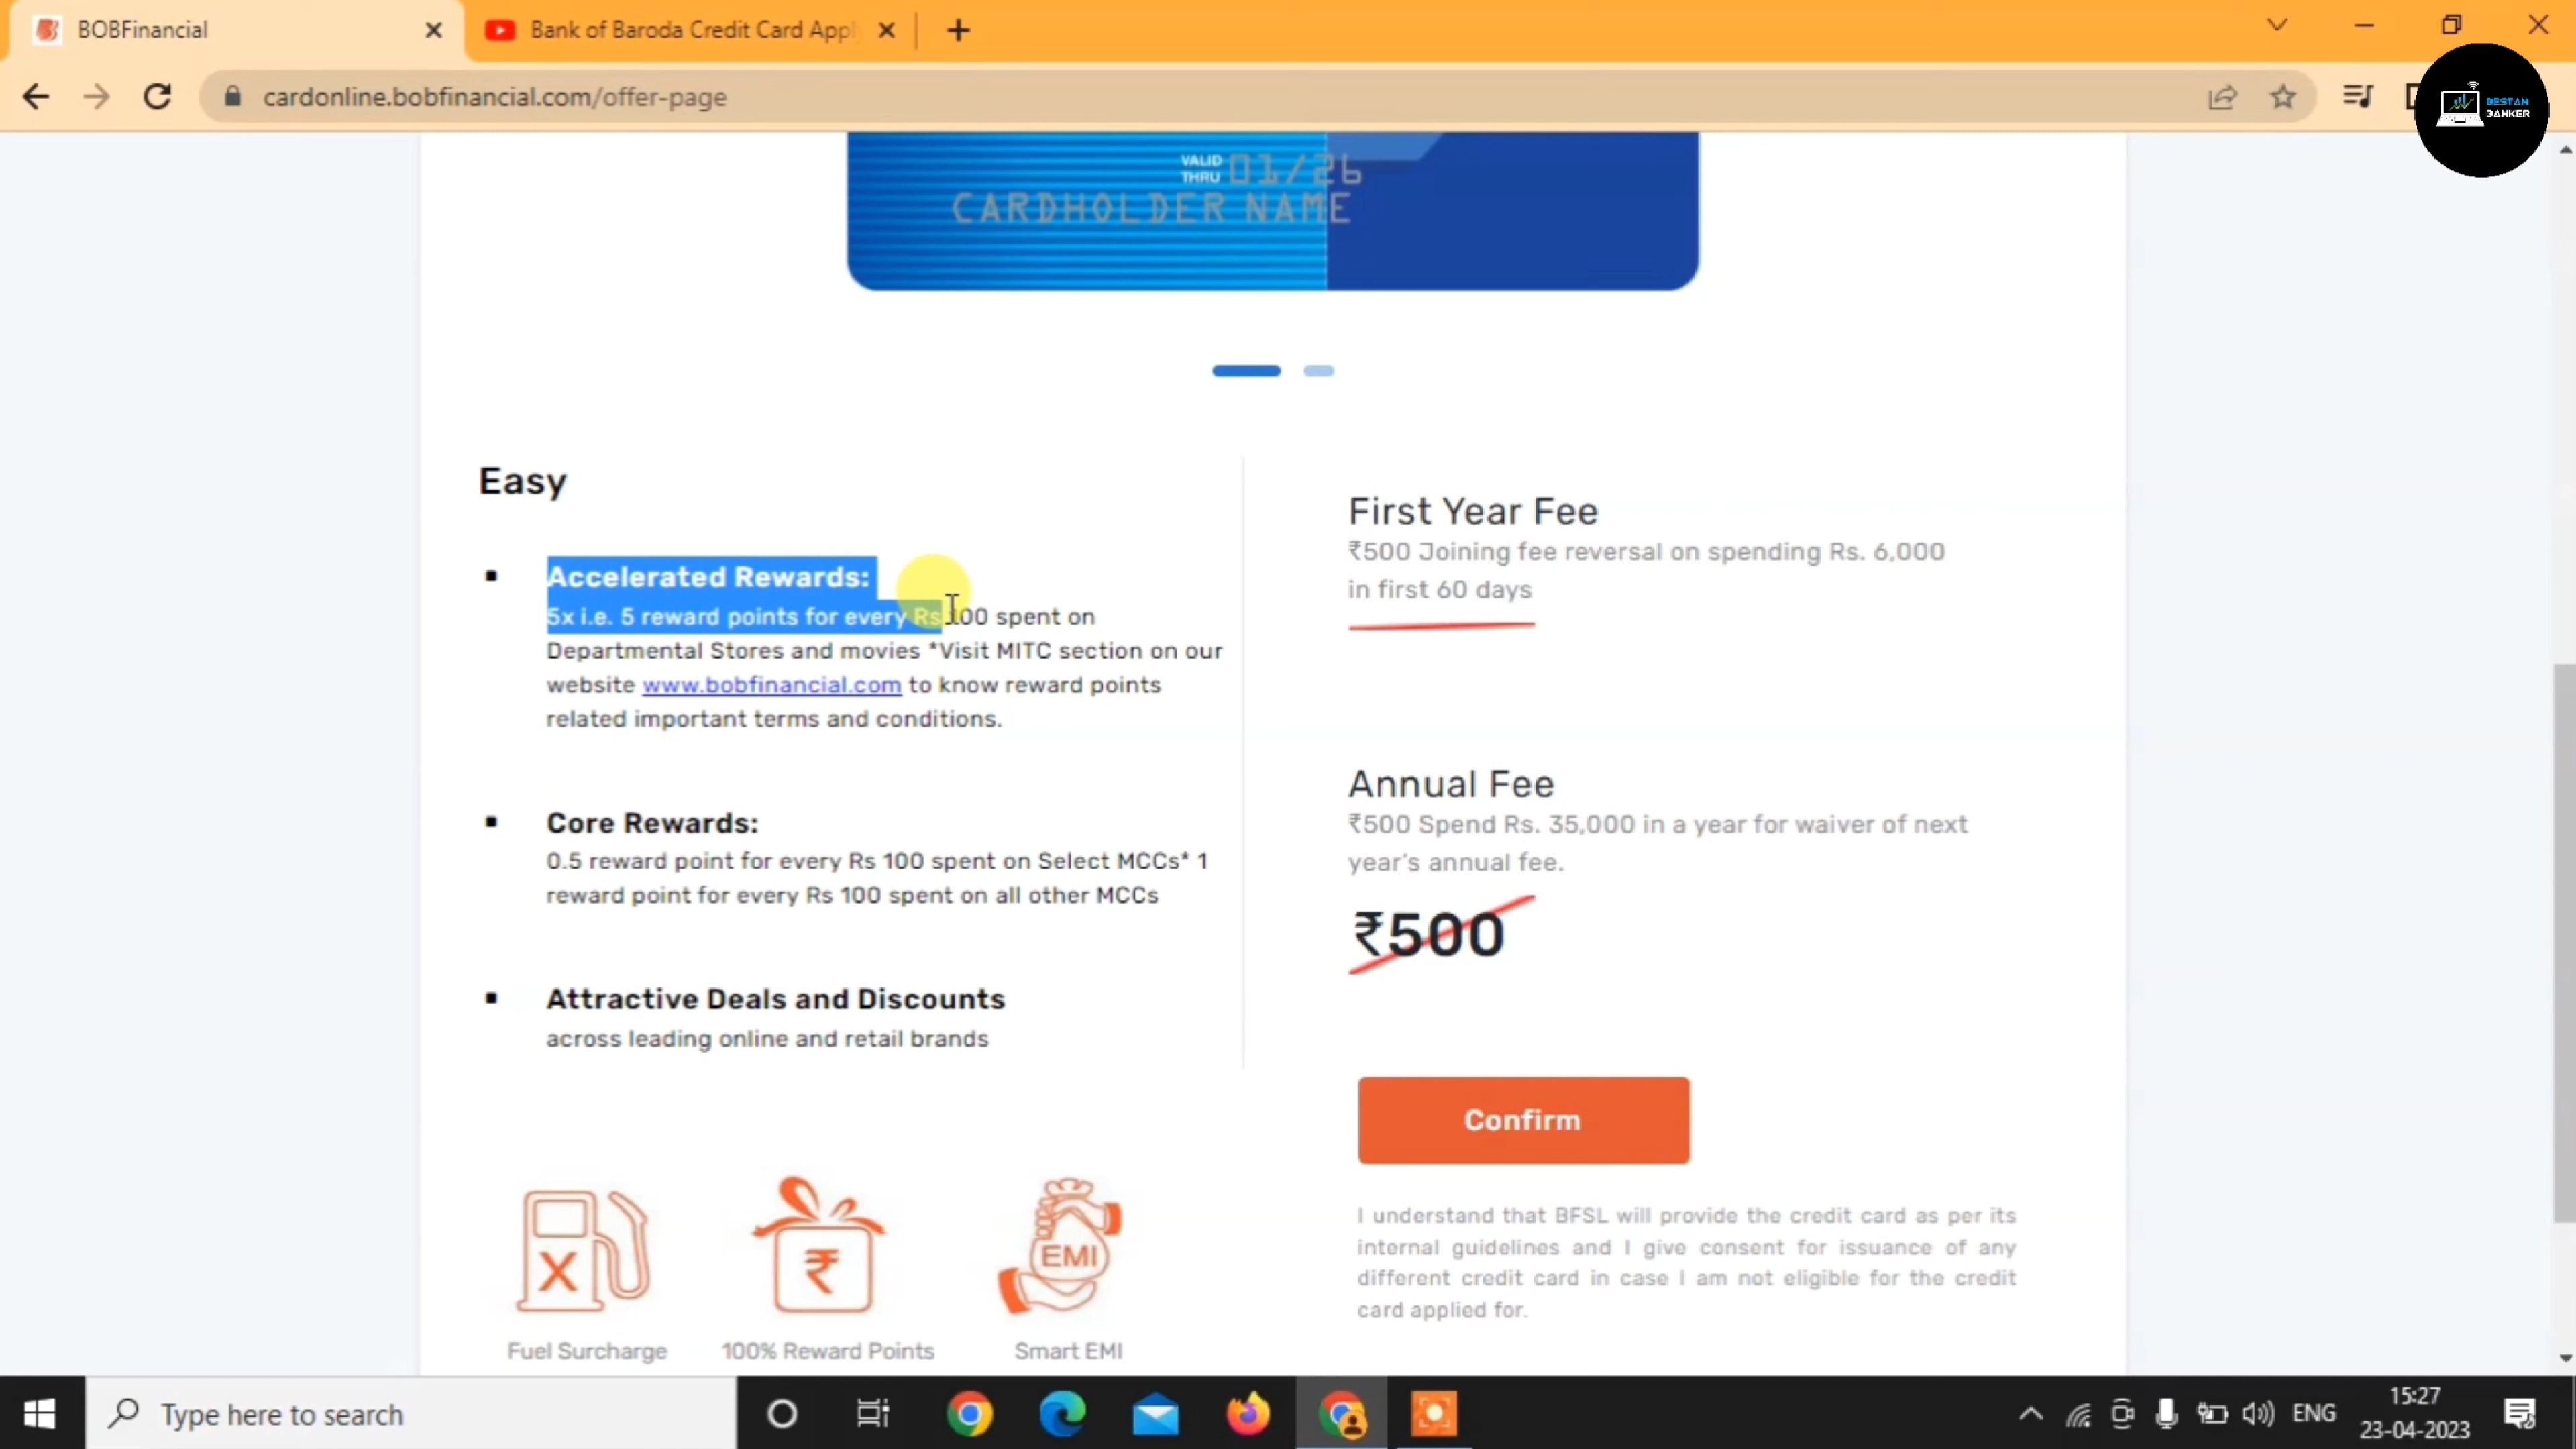 BOBFinancial
Bank of Baroda Credit Card Appl
cardonline.bobfinancial.com/offer-page
BESTAN
BANKER
VALID
THRU 01/26
CARDHOLDER NAME
Easy
Accelerated Rewards:
5x i.e. 5 reward points for every Rs 100 spent on
Departmental Stores and movies *Visit MITC section on our
website www.bobfinancial.com to know reward points
related important terms and conditions.
Core Rewards:
0.5 reward point for every Rs 100 spent on Select MCCs* 1
reward point for every Rs 100 spent on all other MCCs
Attractive Deals and Discounts
across leading online and retail brands
X
₹
EMI
Fuel Surcharge
100% Reward Points
Smart EMI
First Year Fee
₹500 Joining fee reversal on spending Rs. 6,000
in first 60 days
Annual Fee
₹500 Spend Rs. 35,000 in a year for waiver of next
year's annual fee.
₹500
Confirm
I understand that BFSL will provide the credit card as per its
internal guidelines and I give consent for issuance of any
different credit card in case I am not eligible for the credit
card applied for.
Type here to search
ENG
15:27
23-04-2023